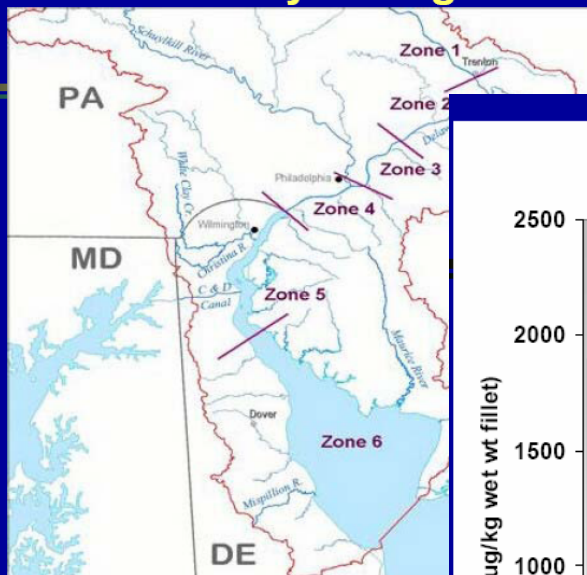 Schuylkill River
Zone 1
Trenton
PA
Zone 2
Zone 3
Philadelphia
White Clay Cr.
Zone 4
Wilmington
Christina R.
MD
C & D
Canal
Zone 5
Maurice River
Dover
Zone 6
Mispillion R.
DE
2500
2000
1500
1000
ug/kg wet wt fillet)